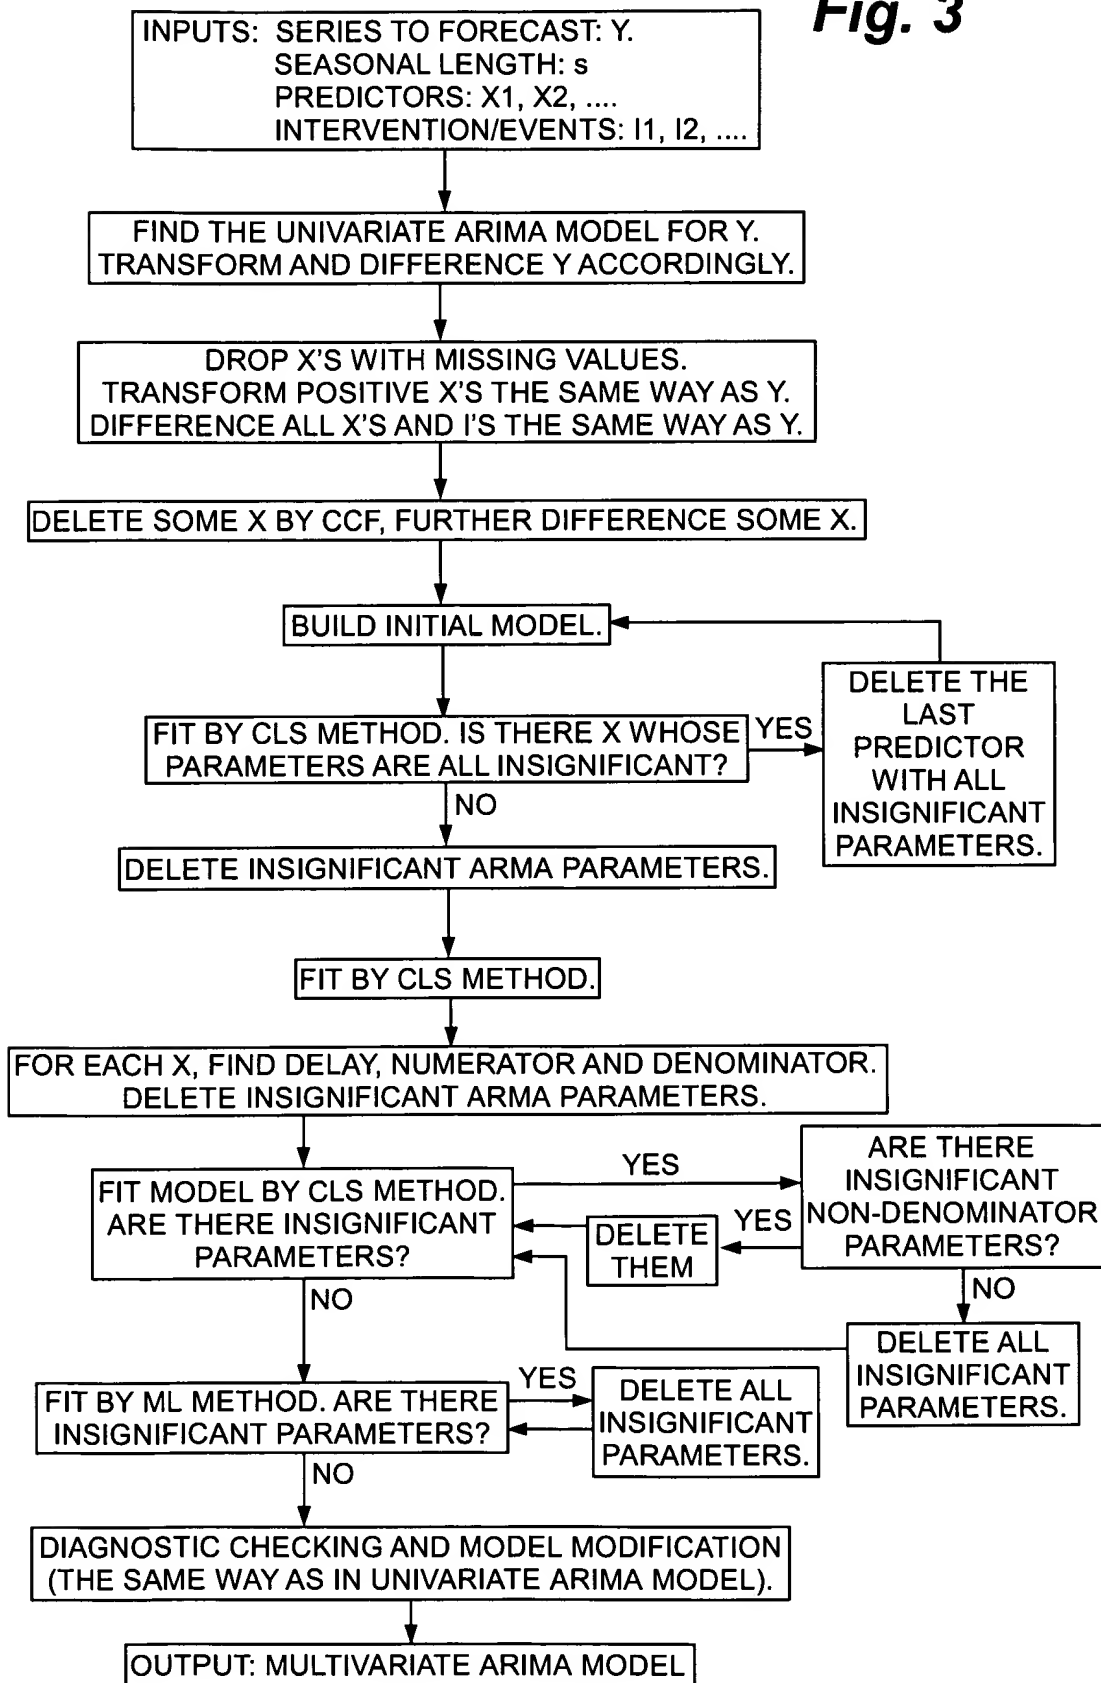 Fig. 3
INPUTS: SERIES TO FORECAST: Y.
SEASONAL LENGTH: s
PREDICTORS: X1, X2, ....
INTERVENTION/EVENTS: I1, I2, ....
FIND THE UNIVARIATE ARIMA MODEL FOR Y.
TRANSFORM AND DIFFERENCE Y ACCORDINGLY.
DROP X'S WITH MISSING VALUES.
TRANSFORM POSITIVE X'S THE SAME WAY AS Y.
DIFFERENCE ALL X'S AND I'S THE SAME WAY AS Y.
DELETE SOME X BY CCF, FURTHER DIFFERENCE SOME X.
BUILD INITIAL MODEL.
FIT BY CLS METHOD. IS THERE X WHOSE
PARAMETERS ARE ALL INSIGNIFICANT?
YES
DELETE THE
LAST
PREDICTOR
WITH ALL
INSIGNIFICANT
PARAMETERS.
NO
DELETE INSIGNIFICANT ARMA PARAMETERS.
FIT BY CLS METHOD.
FOR EACH X, FIND DELAY, NUMERATOR AND DENOMINATOR.
DELETE INSIGNIFICANT ARMA PARAMETERS.
FIT MODEL BY CLS METHOD.
ARE THERE INSIGNIFICANT
PARAMETERS?
YES
ARE THERE
INSIGNIFICANT
NON-DENOMINATOR
PARAMETERS?
YES
DELETE
THEM
NO
DELETE ALL
INSIGNIFICANT
PARAMETERS.
NO
FIT BY ML METHOD. ARE THERE
INSIGNIFICANT PARAMETERS?
YES
DELETE ALL
INSIGNIFICANT
PARAMETERS.
NO
DIAGNOSTIC CHECKING AND MODEL MODIFICATION
(THE SAME WAY AS IN UNIVARIATE ARIMA MODEL).
OUTPUT: MULTIVARIATE ARIMA MODEL